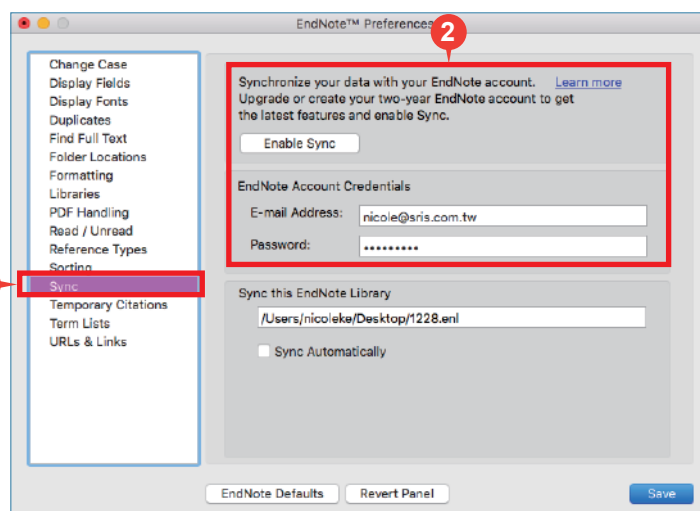 EndNote™ Preferences
2
Change Case
Display Fields
Display Fonts
Duplicates
Find Full Text
Folder Locations
Formatting
Libraries
PDF Handling
Read / Unread
Reference Types
Sorting
Sync
Temporary Citations
Term Lists
URLs & Links
Synchronize your data with your EndNote account. Learn more
Upgrade or create your two-year EndNote account to get
the latest features and enable Sync.
Enable Sync
EndNote Account Credentials
E-mail Address: nicole@sris.com.tw
Password: •••••••••
Sync this EndNote Library
/Users/nicoleke/Desktop/1228.enl
Sync Automatically
EndNote Defaults Revert Panel Save